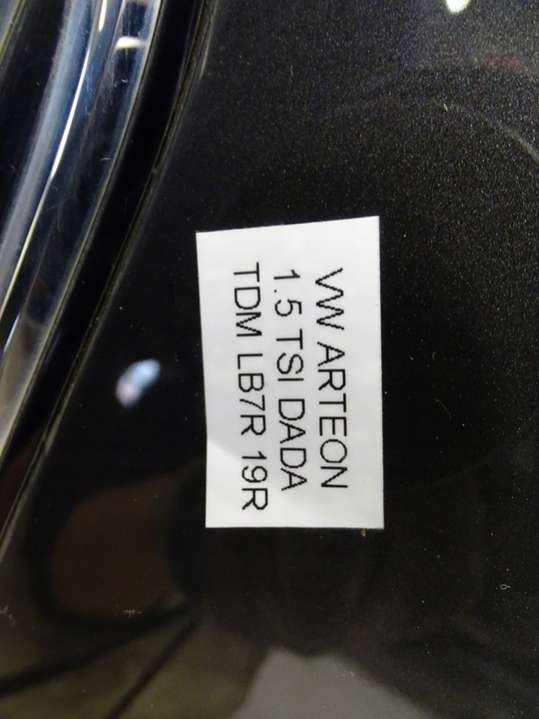 VW ARTEON
1.5 TSI DADA
TDM LB7R 19R